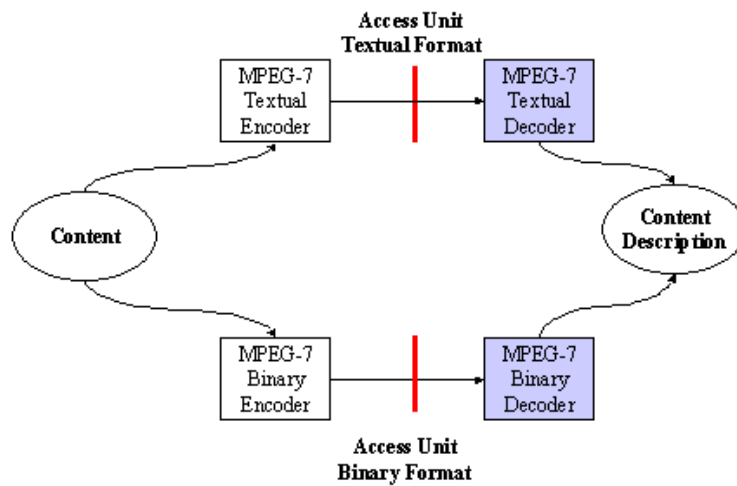 Access Unit
Textual Format
MPEG-7
Textual
Encoder
MPEG-7
Textual
Decoder
Content
Content
Description
MPEG-7
Binary
Encoder
MPEG-7
Binary
Decoder
Access Unit
Binary Format